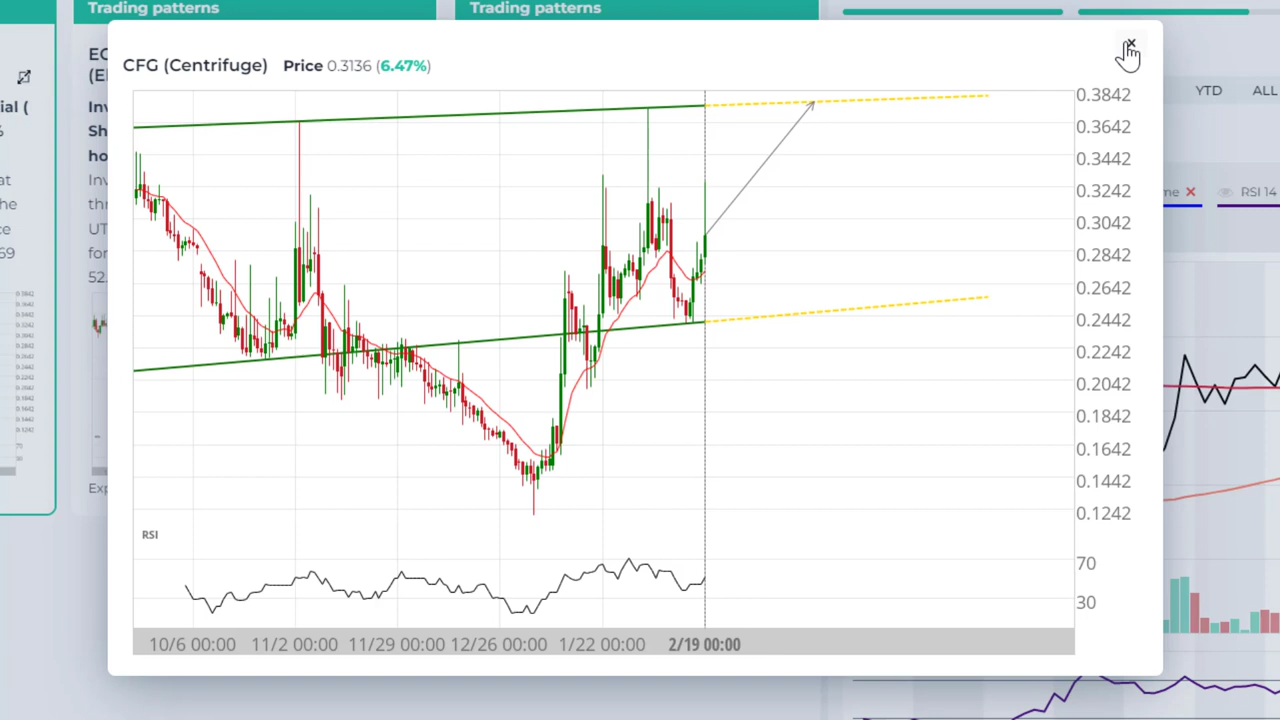 Trading patterns
Trading patterns
CFG (Centrifuge) Price 0.3136 (6.47%)
0.3842
0.3642
0.3442
0.3242
0.3042
0.2842
0.2642
0.2442
0.2242
0.2042
0.1842
0.1642
0.1442
0.1242
RSI
70
30
10/6 00:00 11/2 00:00 11/29 00:00 12/26 00:00 1/22 00:00 2/19 00:00
YTD ALL
RSI 14
52.